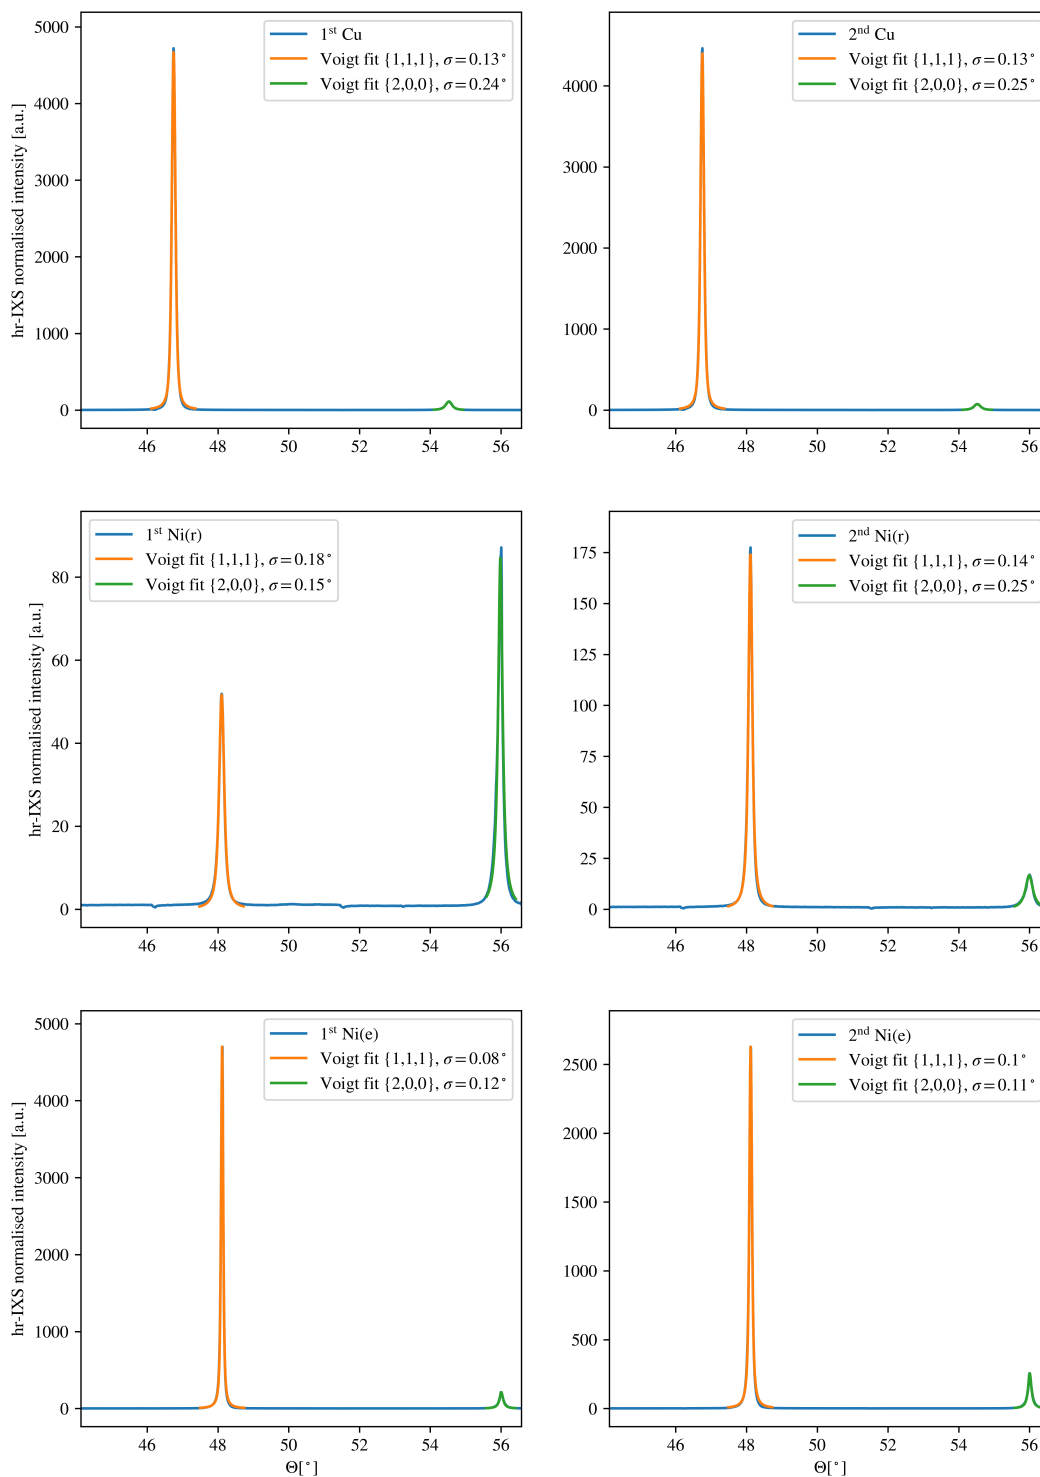 1st Cu
Voigt fit {1,1,1}, σ=0.13°
Voigt fit {2,0,0}, σ=0.24°
hr-IXS normalised intensity [a.u.]
5000
4000
3000
2000
1000
0
46 48 50 52 54 56
2nd Cu
Voigt fit {1,1,1}, σ=0.13°
Voigt fit {2,0,0}, σ=0.25°
4000
3000
2000
1000
0
46 48 50 52 54 56
1st Ni(r)
Voigt fit {1,1,1}, σ=0.18°
Voigt fit {2,0,0}, σ=0.15°
hr-IXS normalised intensity [a.u.]
80
60
40
20
0
46 48 50 52 54 56
2nd Ni(r)
Voigt fit {1,1,1}, σ=0.14°
Voigt fit {2,0,0}, σ=0.25°
175
150
125
100
75
50
25
0
46 48 50 52 54 56
1st Ni(e)
Voigt fit {1,1,1}, σ=0.08°
Voigt fit {2,0,0}, σ=0.12°
hr-IXS normalised intensity [a.u.]
5000
4000
3000
2000
1000
0
46 48 50 52 54 56
Θ[°]
2nd Ni(e)
Voigt fit {1,1,1}, σ=0.1°
Voigt fit {2,0,0}, σ=0.11°
2500
2000
1500
1000
500
0
46 48 50 52 54 56
Θ[°]